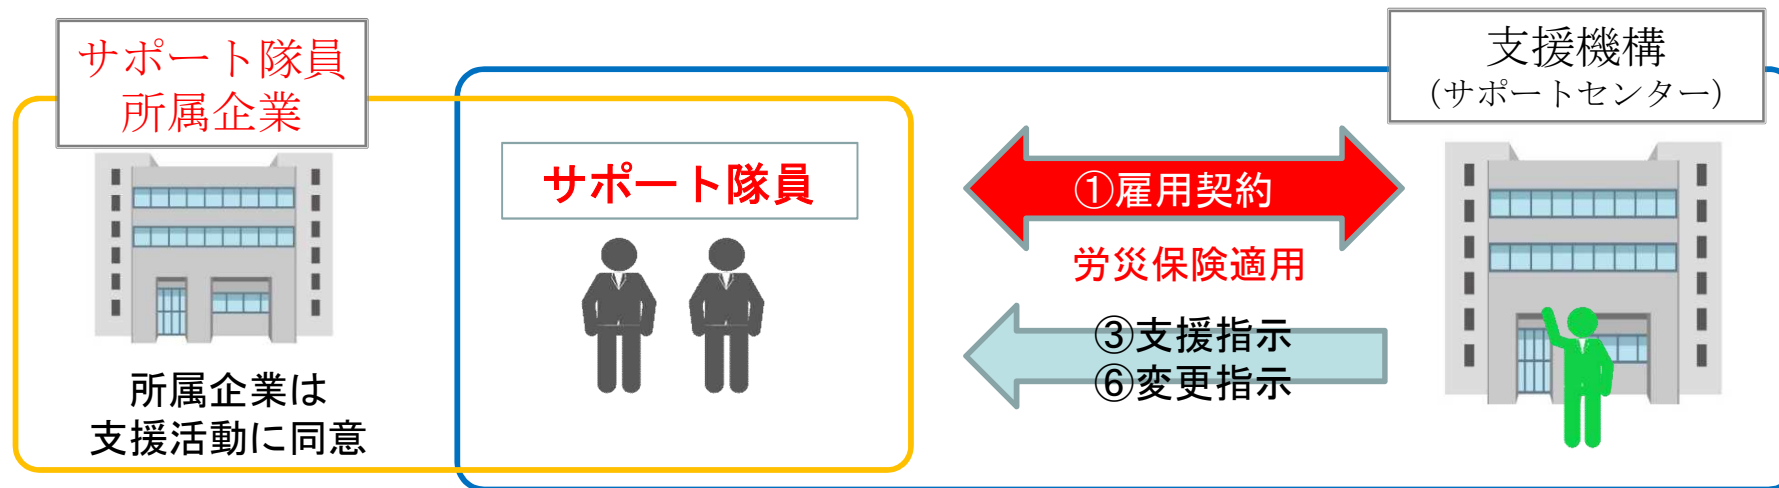 サポート隊員
所属企業
所属企業は
支援活動に同意
サポート隊員
①雇用契約
労災保険適用
③支援指示
⑥変更指示
支援機構
(サポートセンター)